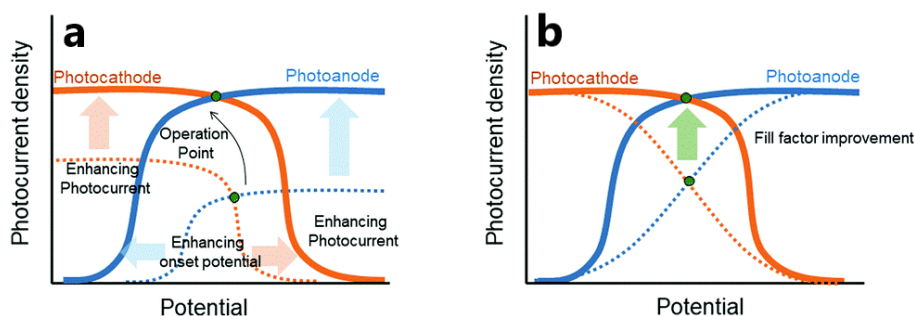 a
Photocurrent density
Photocathode
Photoanode
Operation
Point
Enhancing
Photocurrent
Enhancing
onset potential
Enhancing
Photocurrent
Potential
b
Photocurrent density
Photocathode
Photoanode
Fill factor improvement
Potential